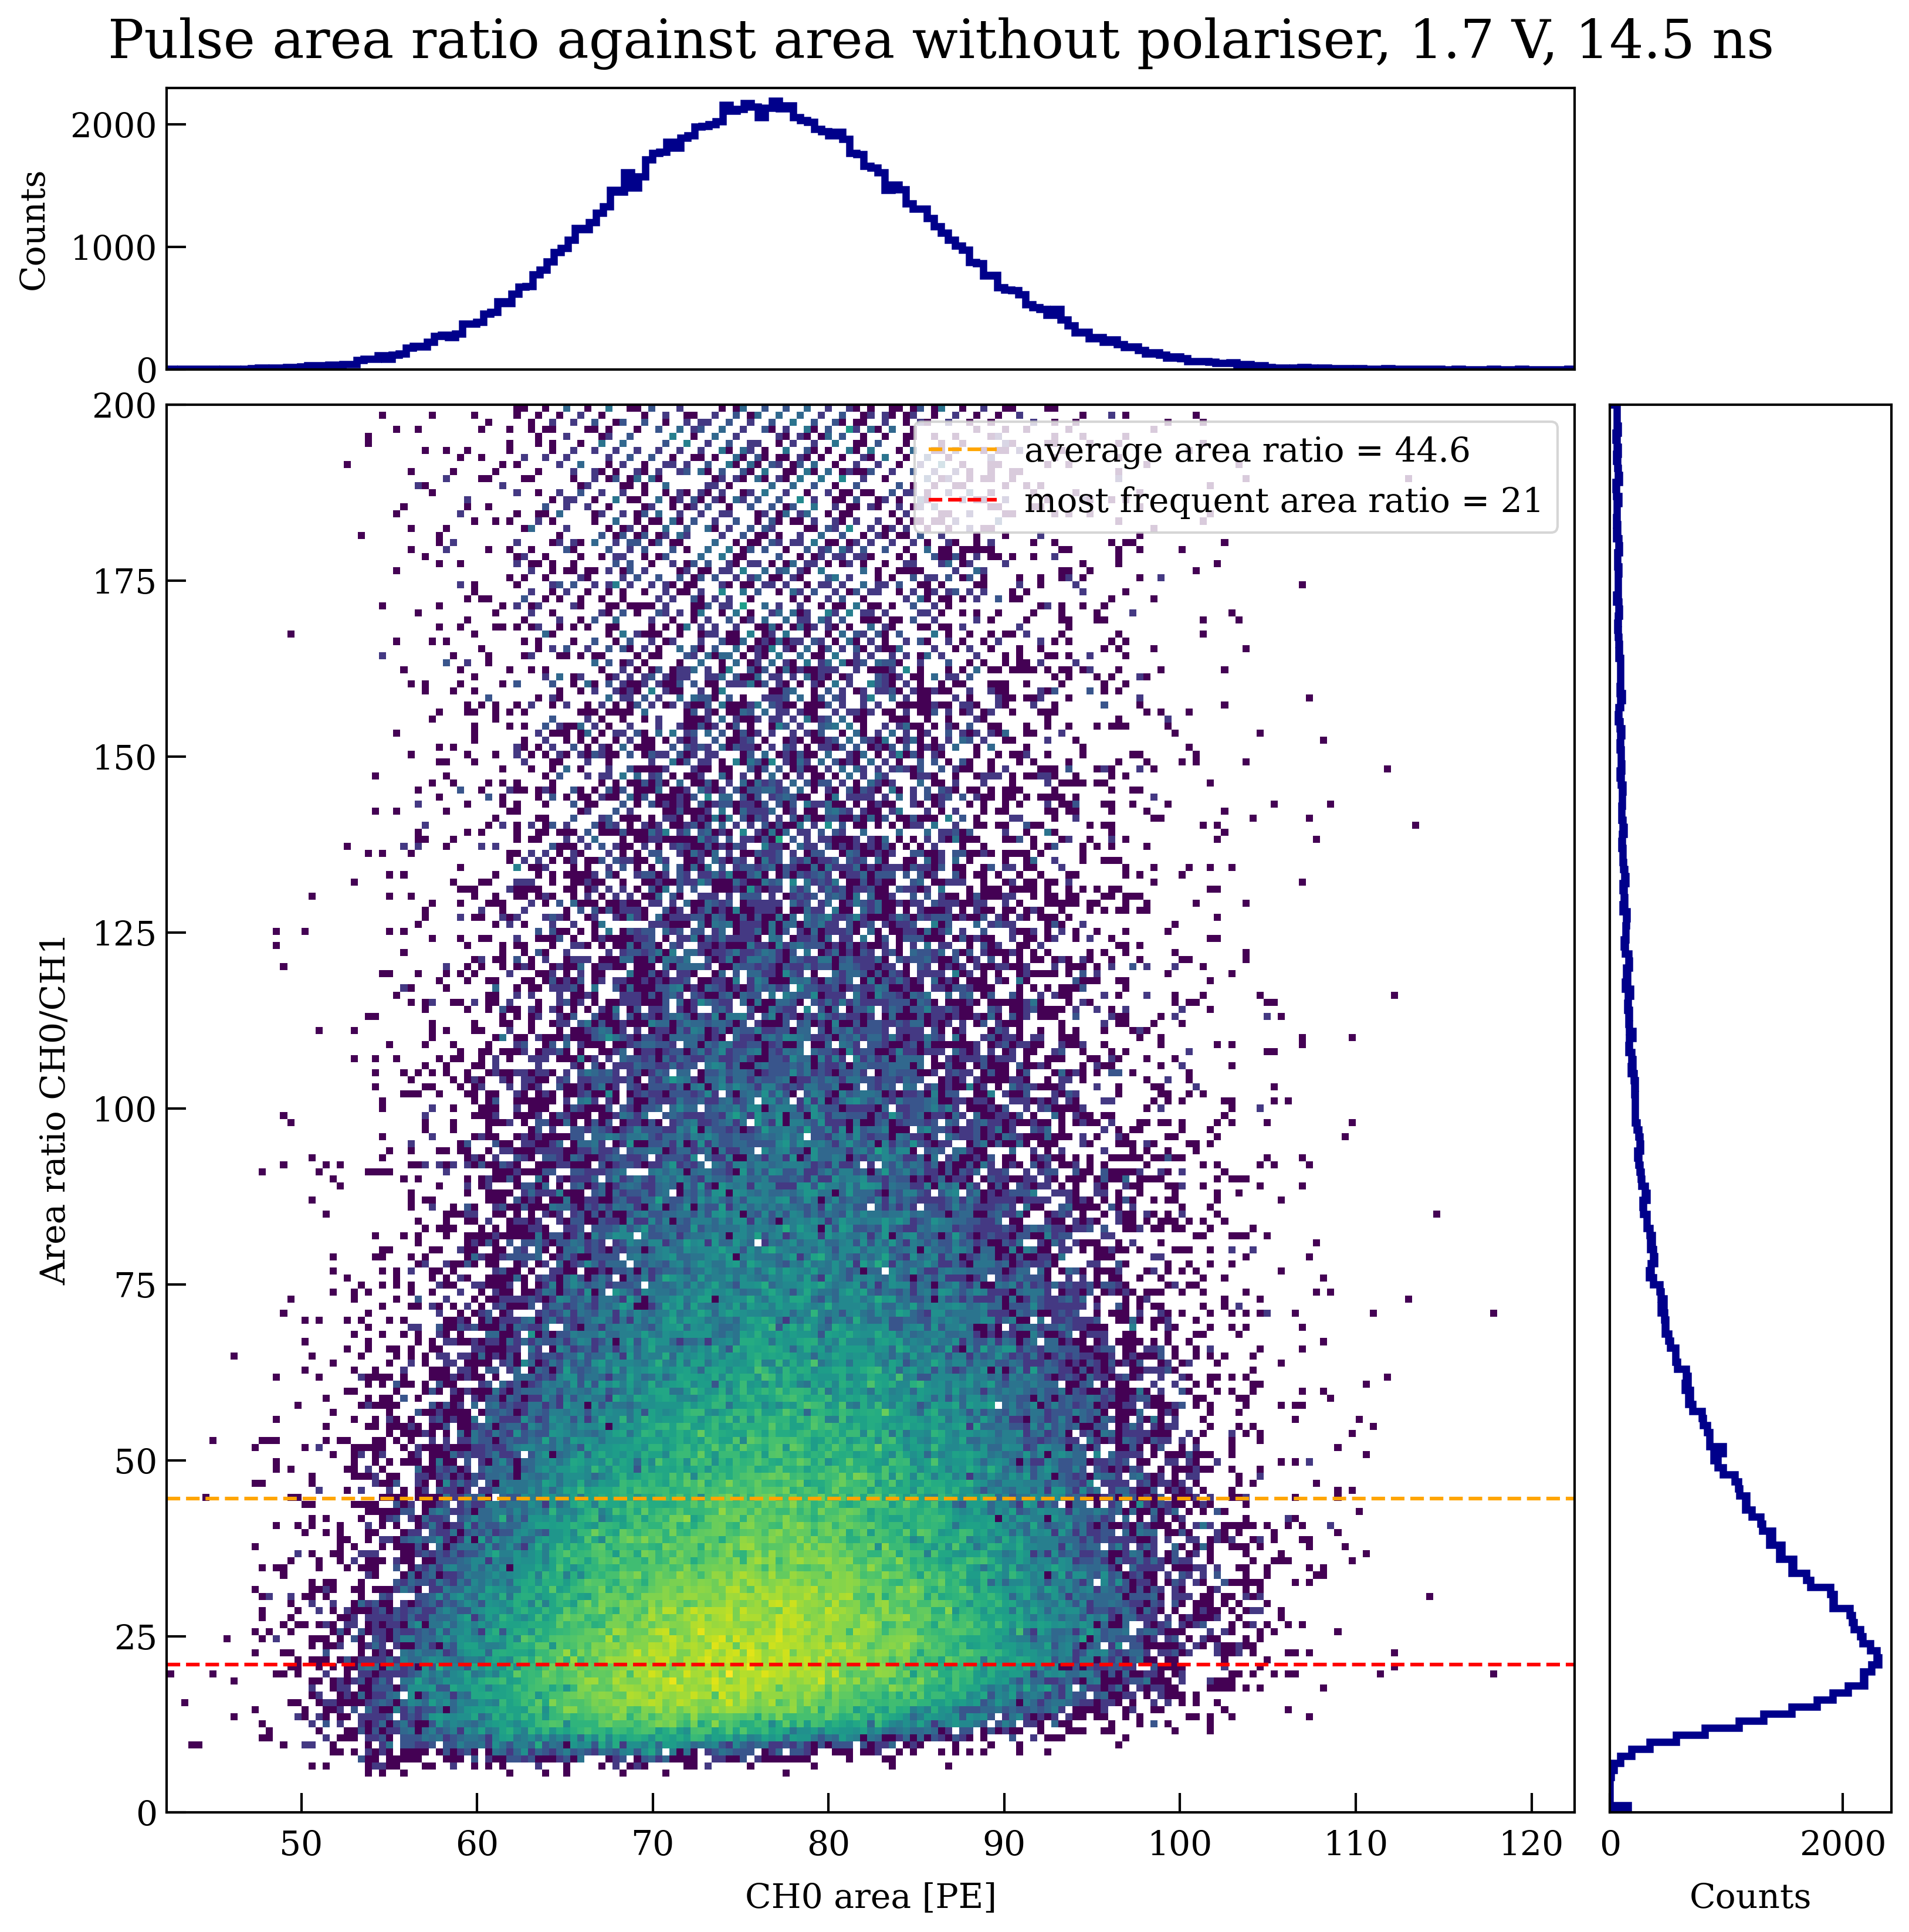 Pulse area ratio against area without polariser, 1.7 V, 14.5 ns
2000
1000
0
Counts
200
175
150
125
100
75
50
25
0
Area ratio CH0/CH1
average area ratio = 44.6
most frequent area ratio = 21
50 60 70 80 90 100 110 120
CH0 area [PE]
0 2000
Counts